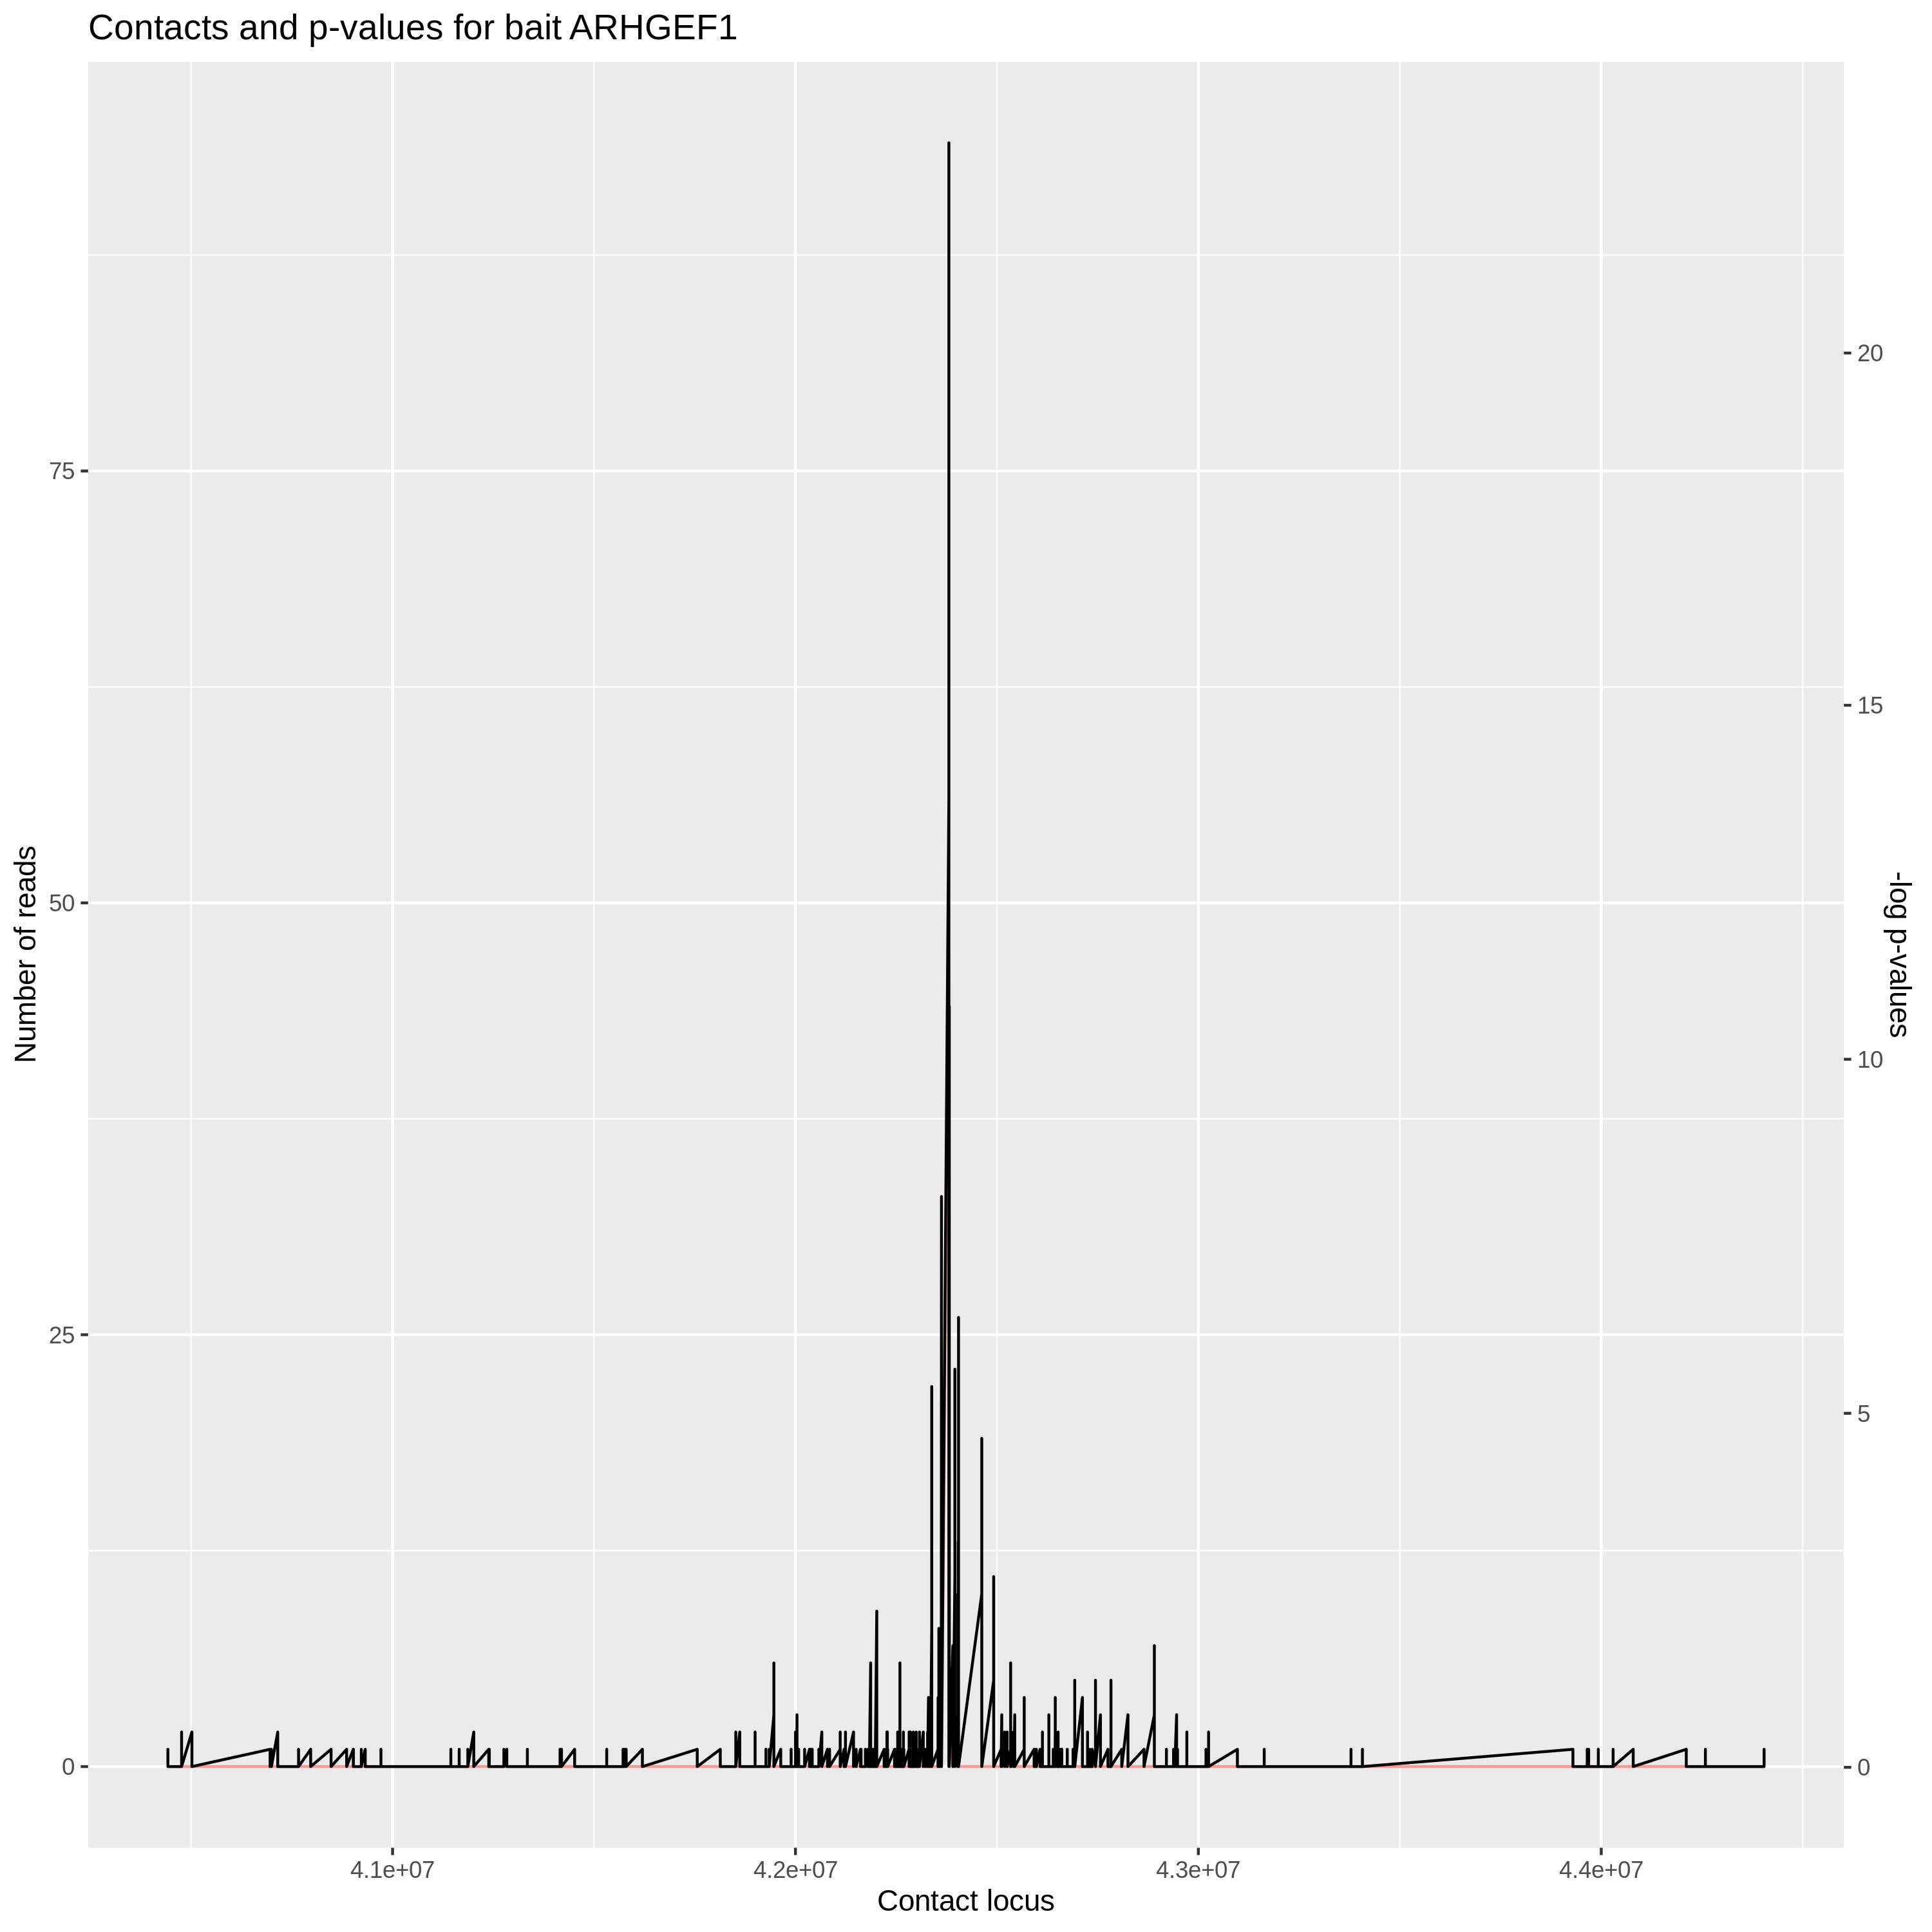 Contacts and p-values for bait ARHGEF1
Number of reads
75
50
25
0
20
15
10
5
0
-log p-values
4.1e+07
4.2e+07
4.3e+07
4.4e+07
Contact locus